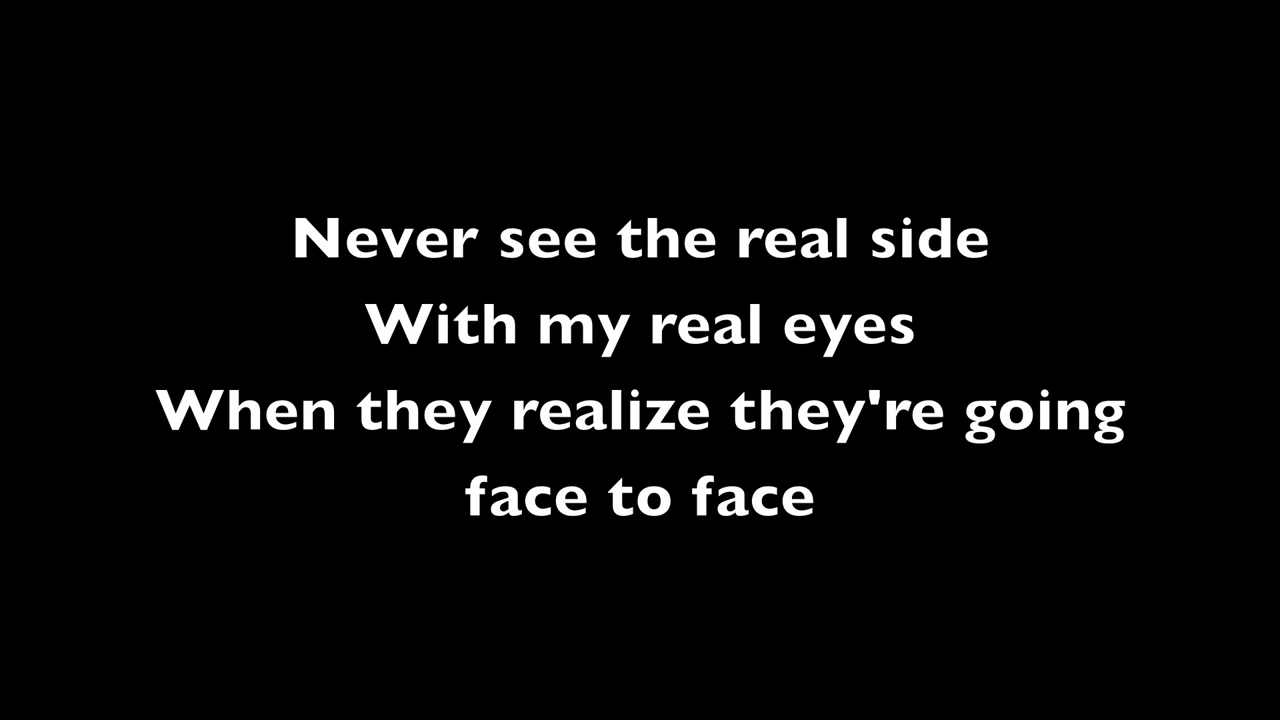 Never see the real side
With my real eyes
When they realize they're going
face to face